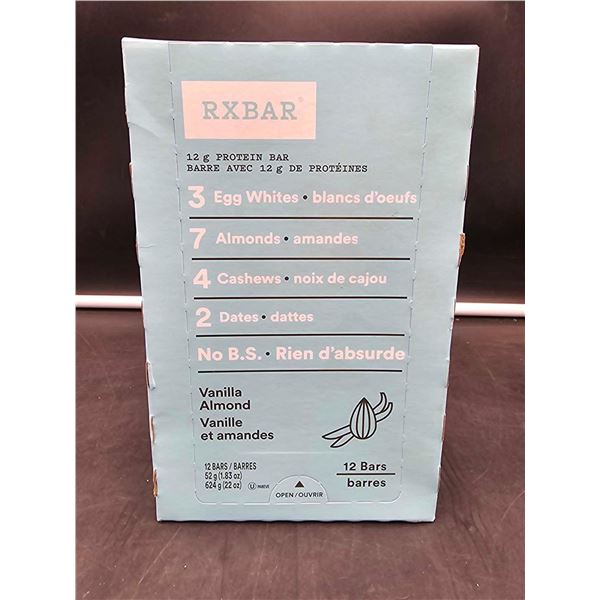 RXBAR®
12 g PROTEIN BAR
BARRE AVEC 12 g DE PROTÉINES
3 Egg Whites • blancs d'oeufs
7 Almonds • amandes
4 Cashews • noix de cajou
2 Dates • dattes
No B.S. • Rien d'absurde
Vanilla
Almond
Vanille
et amandes
12 BARS / BARRES
52 g (1.83 oz)
624 g (22 oz)
U PAREVE
OPEN / OUVRIR
12 Bars
barres